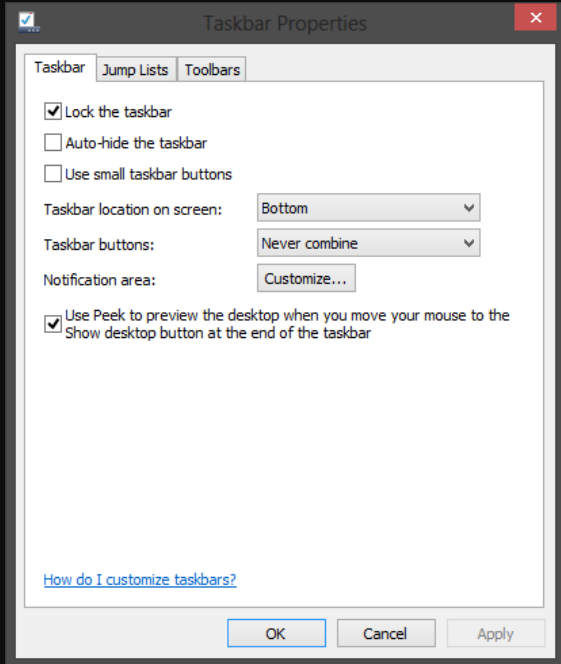 Taskbar Properties
Taskbar
Jump Lists
Toolbars
Lock the taskbar
Auto-hide the taskbar
Use small taskbar buttons
Taskbar location on screen: Bottom
Taskbar buttons: Never combine
Notification area: Customize...
Use Peek to preview the desktop when you move your mouse to the
Show desktop button at the end of the taskbar
How do I customize taskbars?
OK Cancel Apply